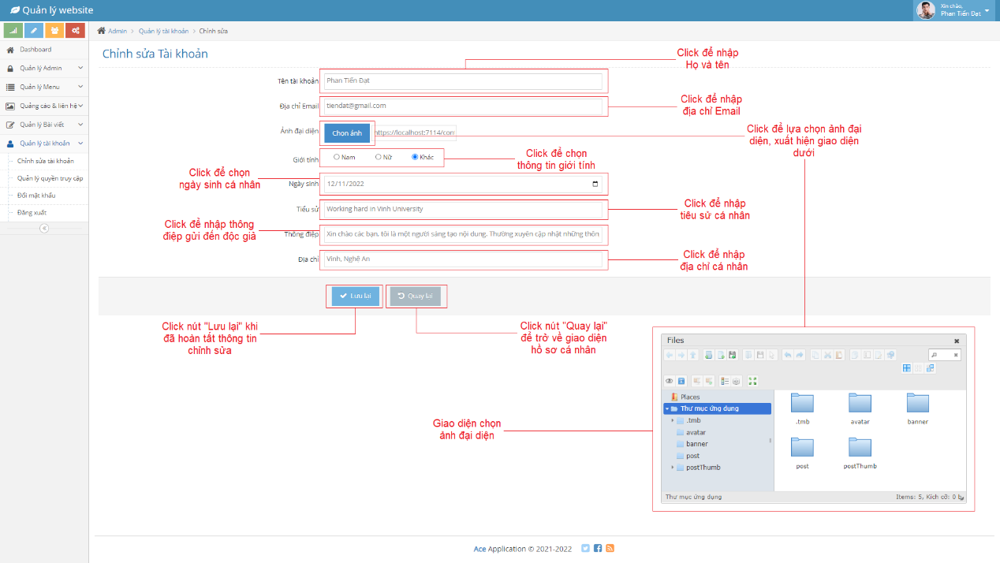 Quản lý website
Xin chào,
Phan Tiến Đạt
Admin > Quản lý tài khoản > Chỉnh sửa
Dashboard
Quản lý Admin
Quản lý Menu
Quảng cáo & liên hệ
Quản lý Bài viết
Quản lý tài khoản
Chỉnh sửa tài khoản
Quản lý quyền truy cập
Đổi mật khẩu
Đăng xuất
Chỉnh sửa Tài khoản
Click để nhập
Họ và tên
Tên tài khoản
Phan Tiến Đạt
Địa chỉ Email
tiendat@gmail.com
Click để nhập
địa chỉ Email
Ảnh đại diện
Chọn ảnh
https://localhost:7114/con
Click để lựa chọn ảnh đại
diện, xuất hiện giao diện
dưới
Giới tính
Nam
Nữ
Khác
Click để chọn
thông tin giới tính
Click để chọn
ngày sinh cá nhân
Ngày sinh
12/11/2022
Tiểu sử
Working hard in Vinh University
Click để nhập
tiêu sử cá nhân
Click để nhập thông
điệp gửi đến độc giả
Thông điệp
Xin chào các bạn, tôi là một người sáng tạo nội dung. Thường xuyên cập nhật những thôn
Địa chỉ
Vinh, Nghệ An
Click để nhập
địa chỉ cá nhân
Lưu lại
Quay lại
Click nút "Lưu lại" khi
đã hoàn tất thông tin
chỉnh sửa
Click nút "Quay lại"
để trở về giao diện
hồ sơ cá nhân
Giao diện chọn
ảnh đại diện
Files
Places
Thư mục ứng dụng
.tmb
avatar
banner
post
postThumb
.tmb
avatar
banner
post
postThumb
Thư mục ứng dụng
Items: 5, Kích cỡ: 0 b
Ace Application © 2021-2022